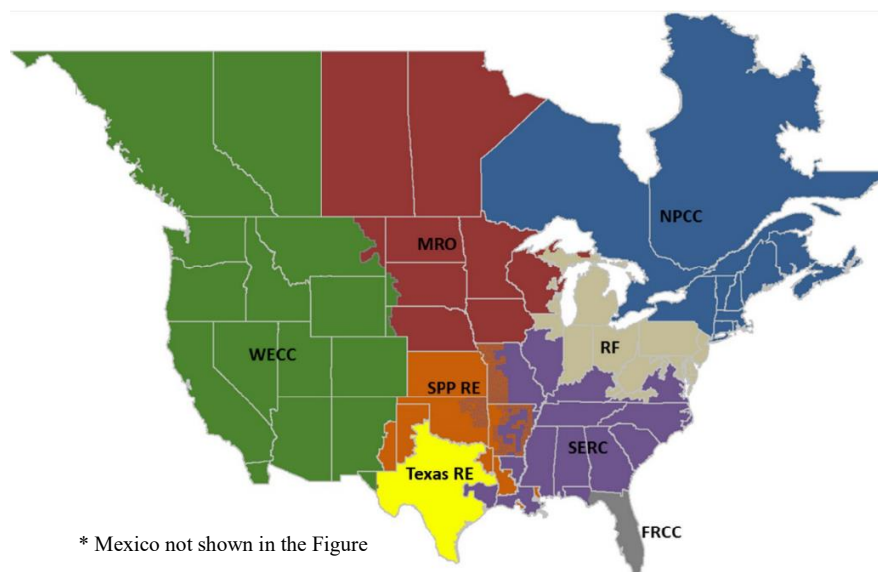 NPCC
MRO
WECC
RF
SPP RE
SERC
Texas RE
FRCC
* Mexico not shown in the Figure